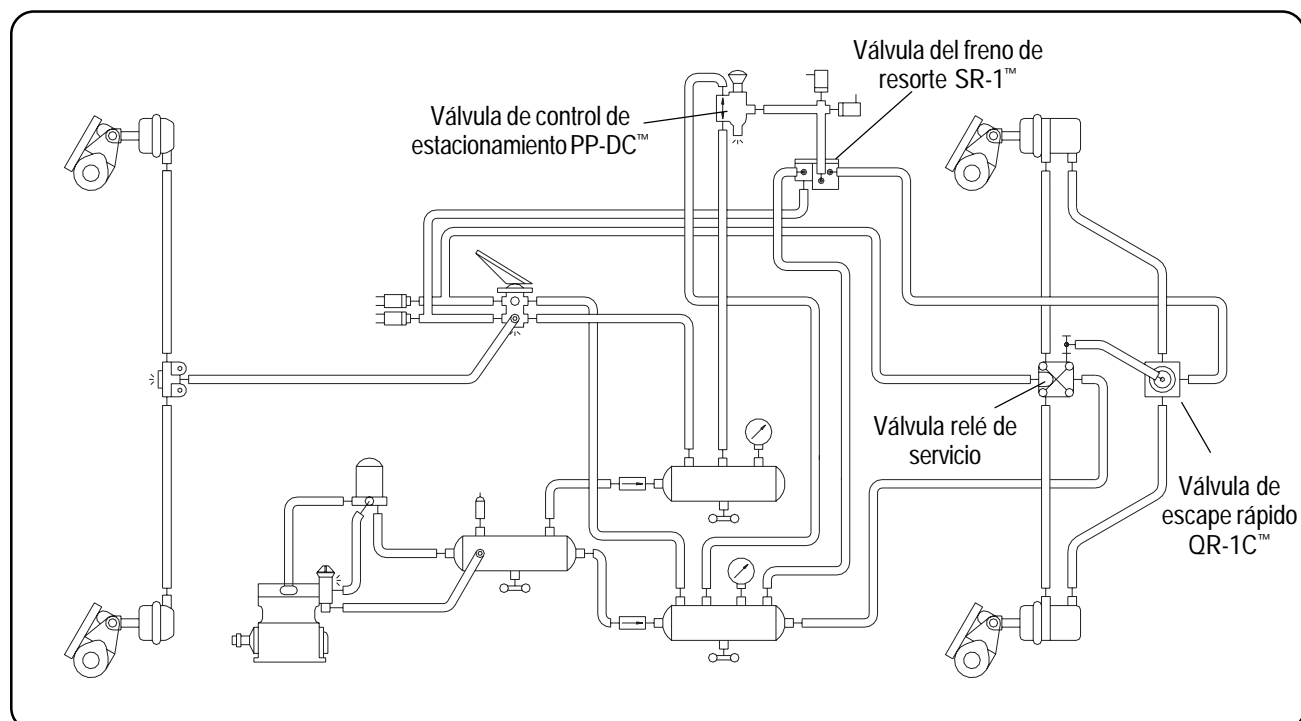 Válvula del freno de
resorte SR-1™
Válvula de control de
estacionamiento PP-DC™
Válvula relé de
servicio
Válvula de
escape rápido
QR-1C™